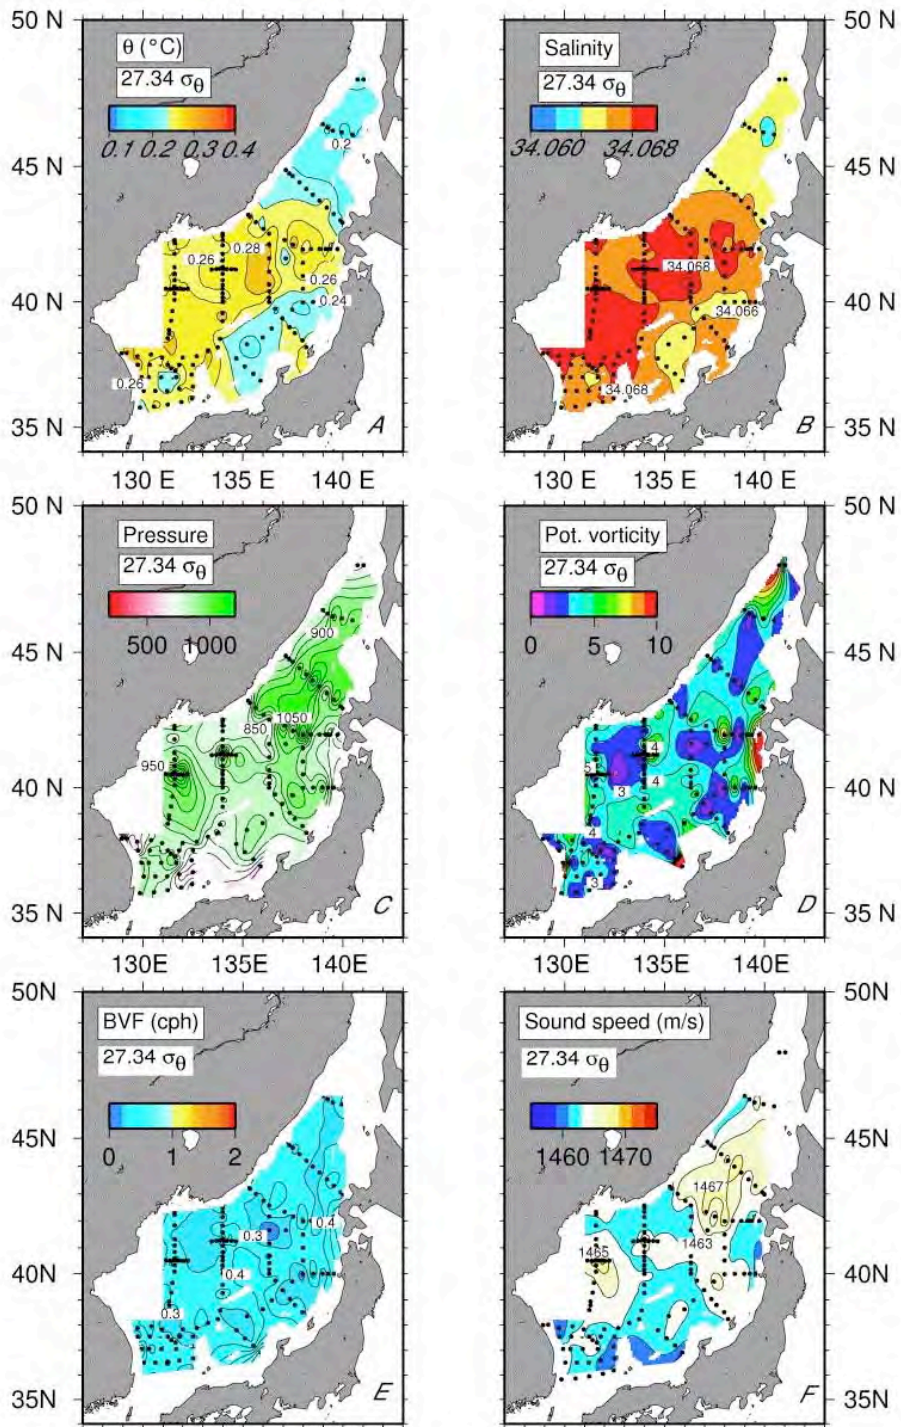 50 N 50 N
θ (°C) Salinity
27.34 σθ 27.34 σθ
0.1 0.2 0.3 0.4 34.060 34.068
0.2
45 N 45 N
0.28
0.26 34.068
0.26
0.24
40 N 40 N
34.066
0.26 34.068
35 N A B 35 N
130 E 135 E 140 E 130 E 135 E 140 E
50 N 50 N
Pressure Pot. vorticity
27.34 σθ 27.34 σθ
500 1000 0 5 10
900
45 N 45 N
1050
850 4
950 5 4
40 N 3 40 N
4
3
35 N C D 35 N
130E 135E 140E 130E 135E 140E
50N 50N
BVF (cph) Sound speed (m/s)
27.34 σθ 27.34 σθ
0 1 2 1460 1470
45N 45N
1467
0.4
0.3 1463
1465
40N 0.4 40N
0.3
35N E F 35N